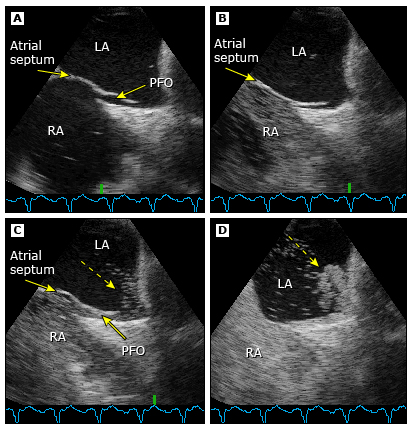 A
LA
Atrial
septum
PFO
RA
B
LA
Atrial
septum
RA
C
LA
Atrial
septum
RA
PFO
D
LA
RA